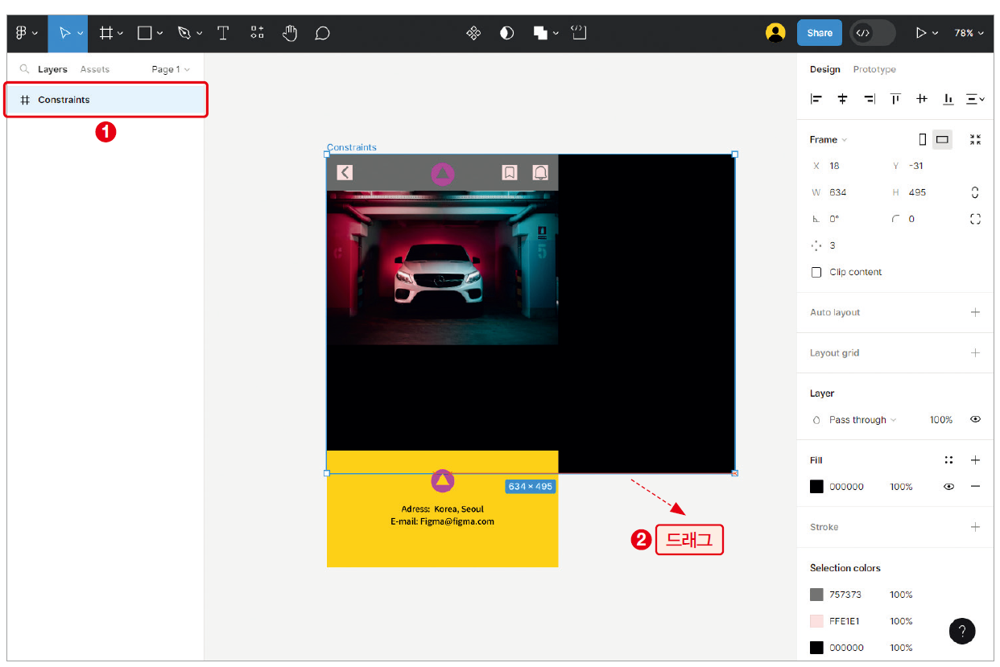 Share
78%
Layers
Assets
Page 1
Design
Prototype
Constraints
1
Constraints
Frame
X 18
Y -31
W 634
H 495
0°
0
3
Clip content
Auto layout
Layout grid
Layer
Pass through
100%
Fill
000000
100%
634 × 495
Adress: Korea, Seoul
E-mail: Figma@figma.com
2 드래그
Stroke
Selection colors
757373
100%
FFE1E1
100%
000000
100%
?